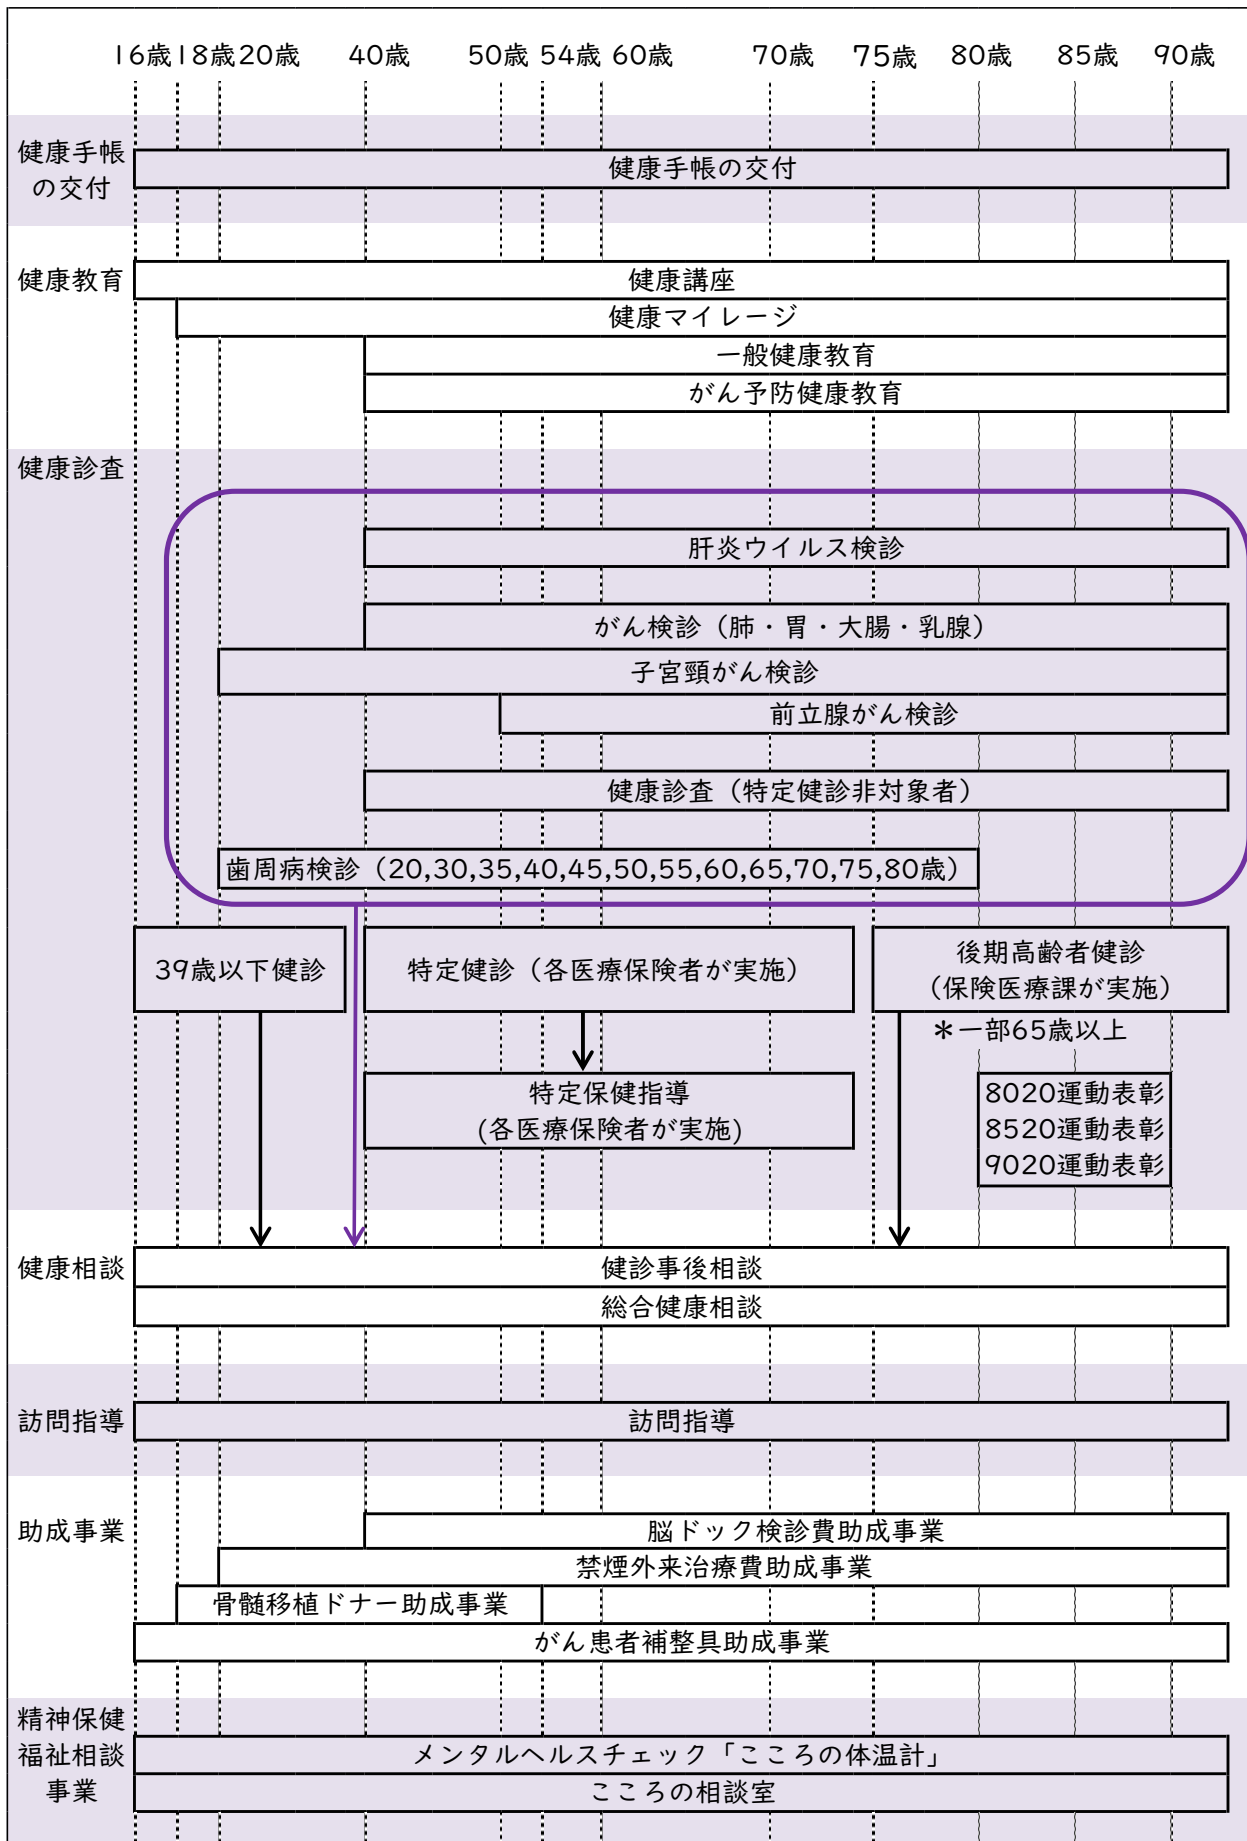 16歳 18歳 20歳 40歳 50歳 54歳 60歳 70歳 75歳 80歳 85歳 90歳
健康手帳
の交付
健康手帳の交付
健康教育
健康講座
健康マイレージ
一般健康教育
がん予防健康教育
健康診査
肝炎ウイルス検診
がん検診（肺・胃・大腸・乳腺）
子宮頸がん検診
前立腺がん検診
健康診査（特定健診非対象者）
歯周病検診（20,30,35,40,45,50,55,60,65,70,75,80歳）
39歳以下健診
特定健診（各医療保険者が実施）
後期高齢者健診
（保険医療課が実施）
＊一部65歳以上
特定保健指導
(各医療保険者が実施)
8020運動表彰
8520運動表彰
9020運動表彰
健康相談
健診事後相談
総合健康相談
訪問指導
訪問指導
助成事業
脳ドック検診費助成事業
禁煙外来治療費助成事業
骨髄移植ドナー助成事業
がん患者補整具助成事業
精神保健
福祉相談
事業
メンタルヘルスチェック「こころの体温計」
こころの相談室